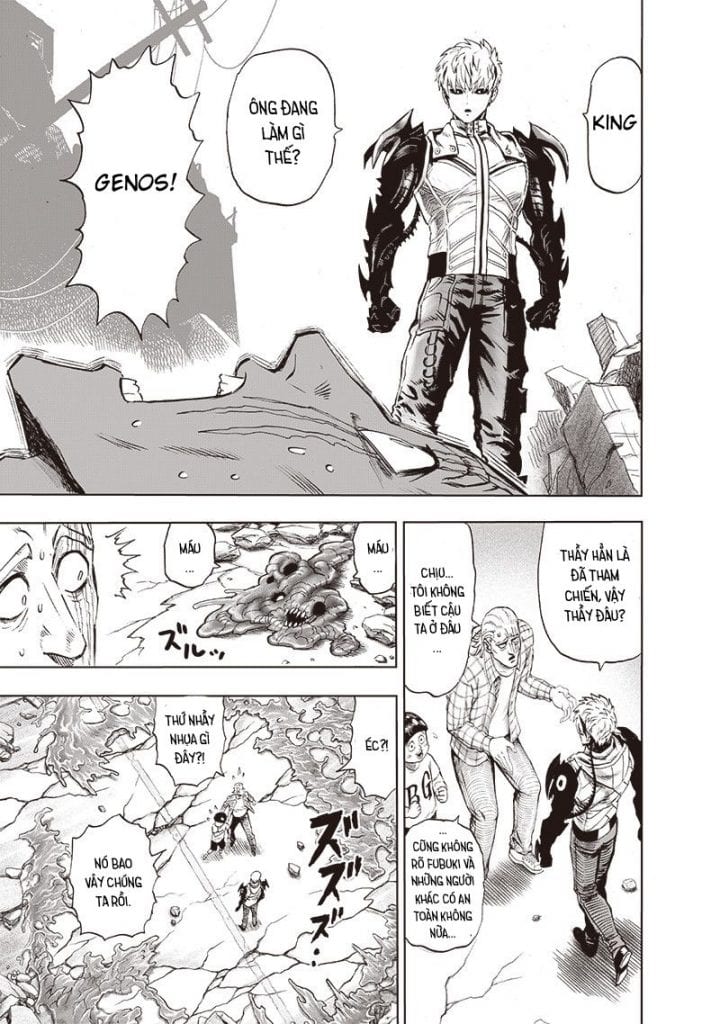 KING
ÔNG ĐANG
LÀM GÌ
THẾ?
GENOS!
THẦY HẲN LÀ
ĐÃ THAM
CHIẾN, VẬY
THẦY ĐÂU?
CHỊU...
TÔI KHÔNG
BIẾT CẬU
TA Ở ĐÂU
...
BG
...
CŨNG KHÔNG
RÕ FUBUKI VÀ
NHỮNG NGƯỜI
KHÁC CÓ AN
TOÀN KHÔNG
NỮA...
MÁU
...
MÁU
...
ズルッ
ÉC?!
THỨ NHẦY
NHỤA GÌ
ĐÂY?!
ズズズ...
NÓ BAO
VÂY CHÚNG
TA RỒI.